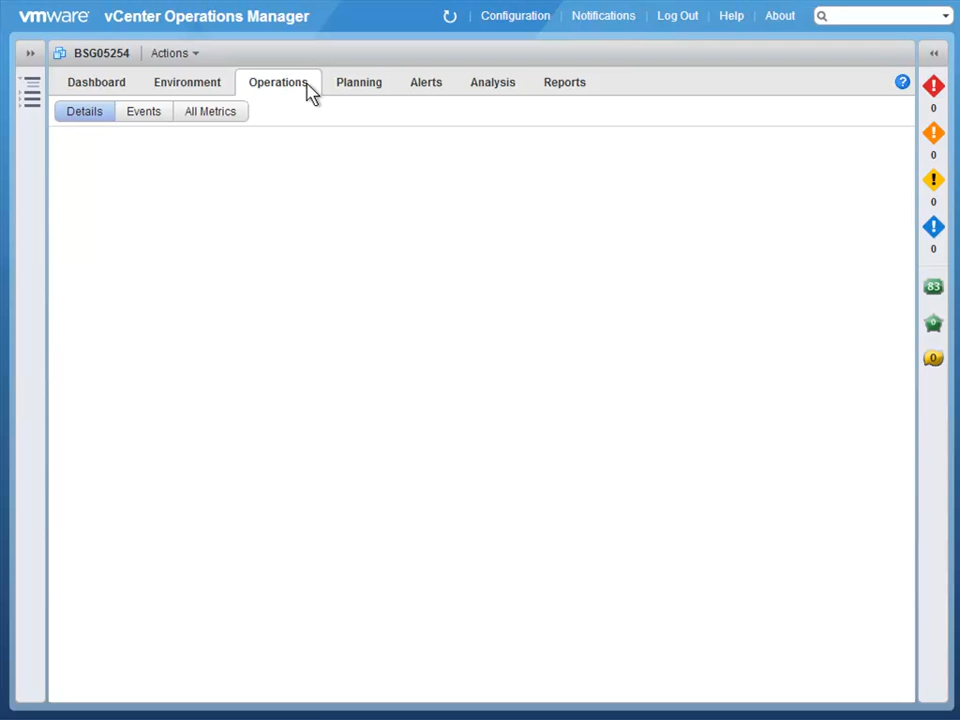 vmware vCenter Operations Manager Configuration Notifications Log Out Help About
BSG05254 Actions
Dashboard Environment Operations Planning Alerts Analysis Reports ?
Details Events All Metrics
!
0
!
0
!
0
!
0
83
0
0